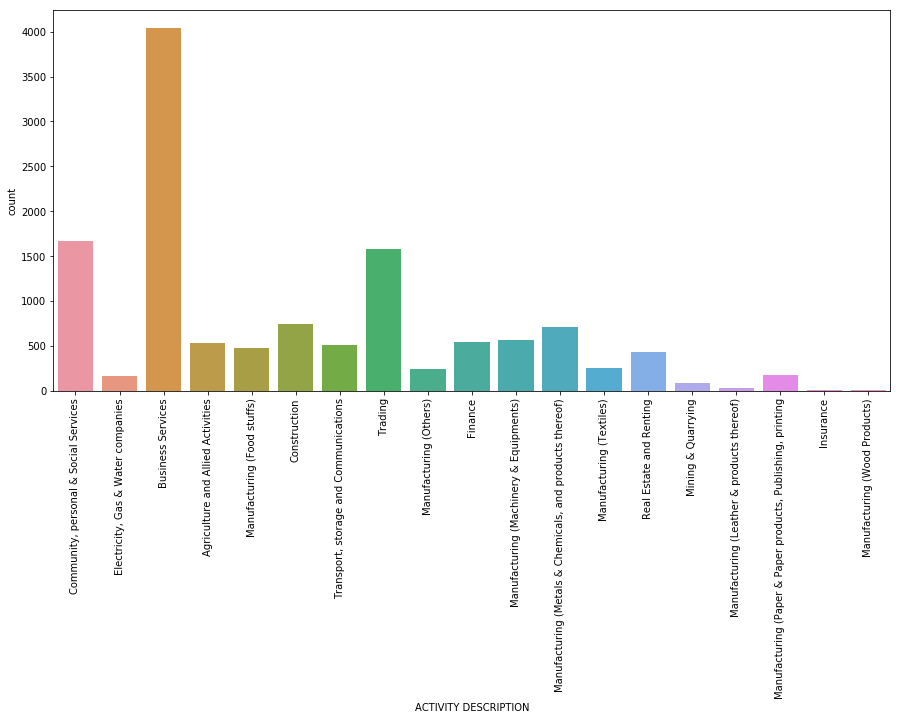 4000
3500
3000
2500
2000
1500
1000
500
0
count
Community, personal & Social Services
Electricity, Gas & Water companies
Business Services
Agriculture and Allied Activities
Manufacturing (Food stuffs)
Construction
Transport, storage and Communications
Trading
Manufacturing (Others)
Finance
Manufacturing (Machinery & Equipments)
Manufacturing (Metals & Chemicals, and products thereof)
Manufacturing (Textiles)
Real Estate and Renting
Mining & Quarrying
Manufacturing (Leather & products thereof)
Manufacturing (Paper & Paper products, Publishing, printing
Insurance
Manufacturing (Wood Products)
ACTIVITY DESCRIPTION